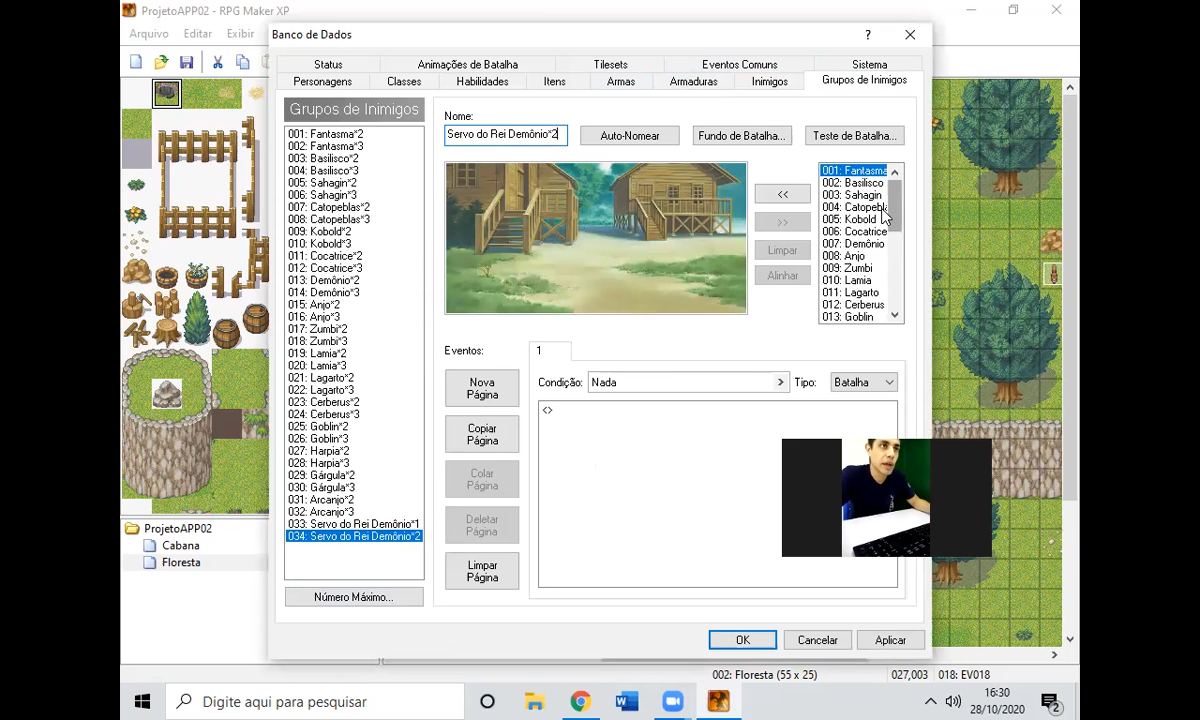 ProjetoAPP02 - RPG Maker XP
Arquivo Editar Exibir
Banco de Dados
?
Status Animações de Batalha Tilesets Eventos Comuns Sistema
Personagens Classes Habilidades Itens Armas Armaduras Inimigos Grupos de Inimigos
Grupos de Inimigos
001: Fantasma*2
002: Fantasma*3
003: Basilisco*2
004: Basilisco*3
005: Sahagin*2
006: Sahagin*3
007: Catopeblas*2
008: Catopeblas*3
009: Kobold*2
010: Kobold*3
011: Cocatrice*2
012: Cocatrice*3
013: Demônio*2
014: Demônio*3
015: Anjo*2
016: Anjo*3
017: Zumbi*2
018: Zumbi*3
019: Lamia*2
020: Lamia*3
021: Lagarto*2
022: Lagarto*3
023: Cerberus*2
024: Cerberus*3
025: Goblin*2
026: Goblin*3
027: Harpia*2
028: Harpia*3
029: Gárgula*2
030: Gárgula*3
031: Arcanjo*2
032: Arcanjo*3
033: Servo do Rei Demônio*1
034: Servo do Rei Demônio*2
Número Máximo...
Nome:
Servo do Rei Demônio*2
Auto-Nomear
Fundo de Batalha...
Teste de Batalha...
<<
>>
Limpar
Alinhar
001: Fantasma
002: Basilisco
003: Sahagin
004: Catopebl
005: Kobold
006: Cocatrice
007: Demônio
008: Anjo
009: Zumbi
010: Lamia
011: Lagarto
012: Cerberus
013: Goblin
Eventos:
1
Nova
Página
Copiar
Página
Colar
Página
Deletar
Página
Limpar
Página
Condição: Nada > Tipo: Batalha
<>
OK Cancelar Aplicar
ProjetoAPP02
Cabana
Floresta
002: Floresta (55 x 25) 027,003 018: EV018
Digite aqui para pesquisar
16:30
28/10/2020
2